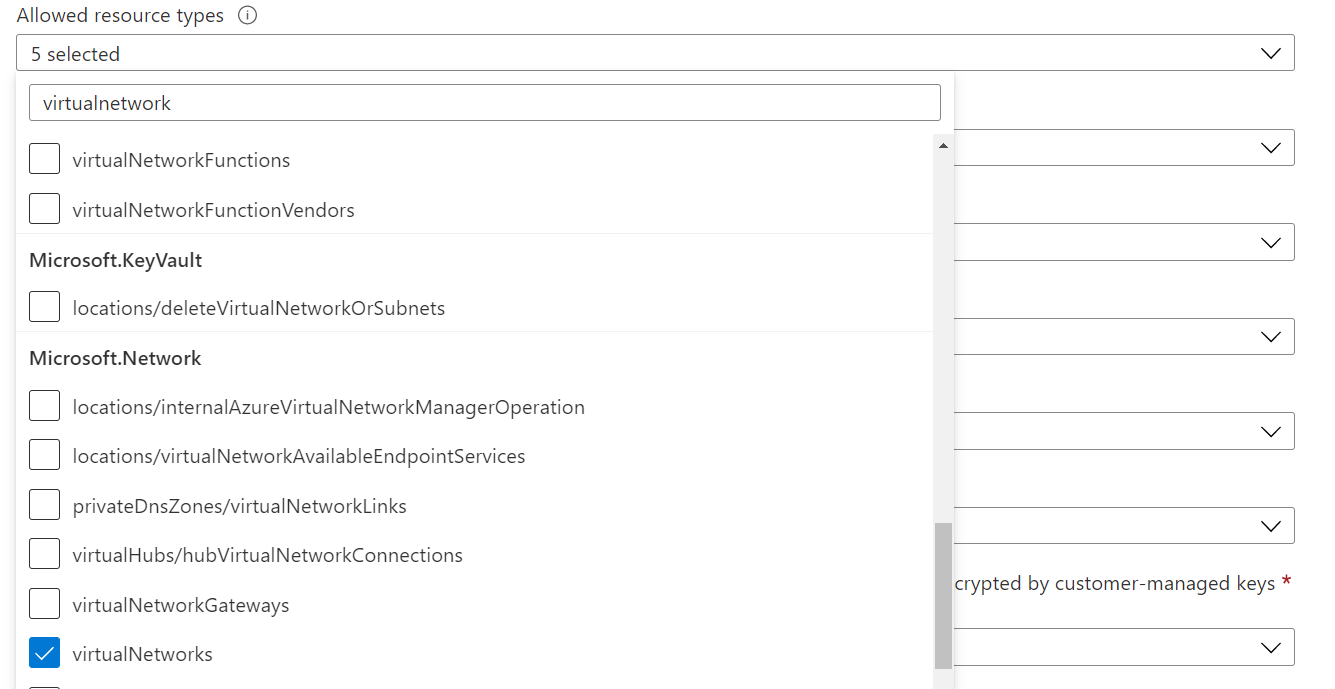 Allowed resource types
5 selected
virtualnetwork
virtualNetworkFunctions
virtualNetworkFunctionVendors
Microsoft.KeyVault
locations/deleteVirtualNetworkOrSubnets
Microsoft.Network
locations/internalAzureVirtualNetworkManagerOperation
locations/virtualNetworkAvailableEndpointServices
privateDnsZones/virtualNetworkLinks
virtualHubs/hubVirtualNetworkConnections
crypted by customer-managed keys *
virtualNetworkGateways
virtualNetworks